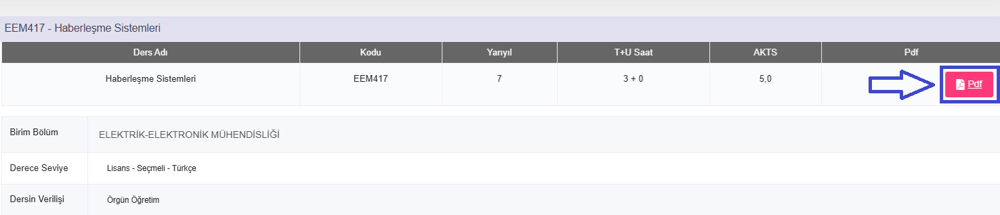 EEM417 - Haberleşme Sistemleri
Ders Adı Kodu Yarıyıl T+U Saat AKTS Pdf
Haberleşme Sistemleri EEM417 7 3 + 0 5,0 Pdf
Birim Bölüm ELEKTRİK-ELEKTRONİK MÜHENDİSLİĞİ
Derece Seviye Lisans - Seçmeli - Türkçe
Dersin Verilişi Örgün Öğretim